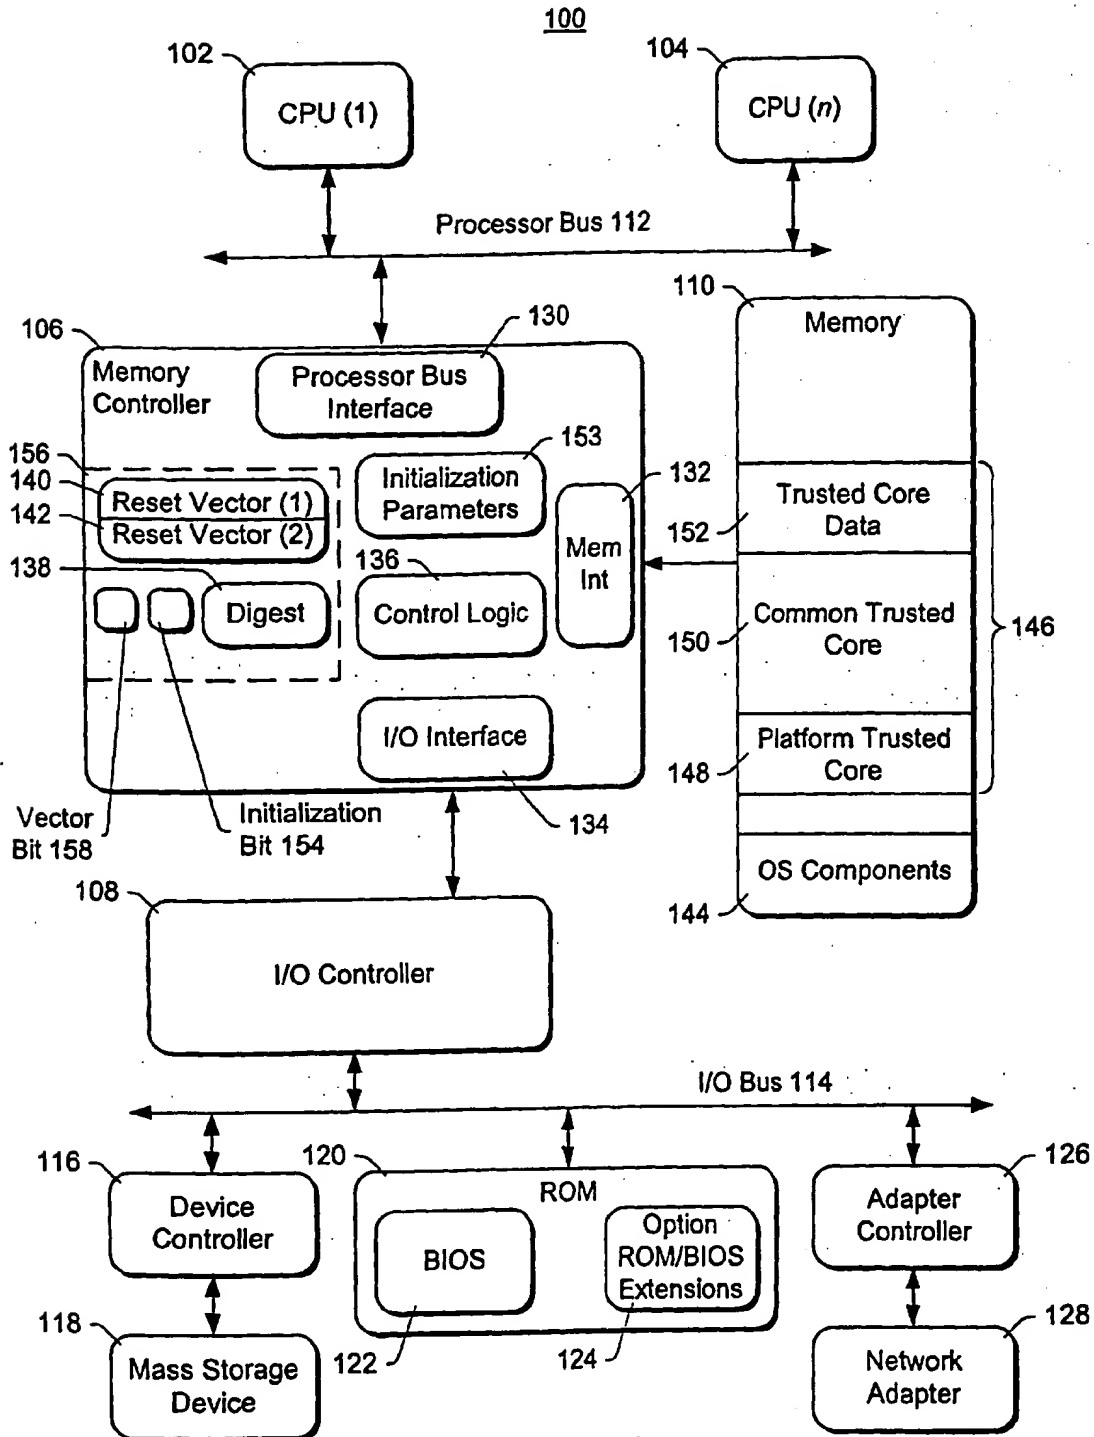 100
102
CPU (1)
104
CPU (n)
Processor Bus 112
106
Memory
Controller
130
Processor Bus
Interface
153
Initialization
Parameters
132
Mem
Int
156
140
Reset Vector (1)
142
Reset Vector (2)
138
Digest
136
Control Logic
I/O Interface
134
Vector
Bit 158
Initialization
Bit 154
110
Memory
Trusted Core
Data
152
Common Trusted
Core
150
146
Platform Trusted
Core
148
OS Components
144
108
I/O Controller
I/O Bus 114
116
Device
Controller
118
Mass Storage
Device
120
ROM
BIOS
122
Option
ROM/BIOS
Extensions
124
126
Adapter
Controller
128
Network
Adapter